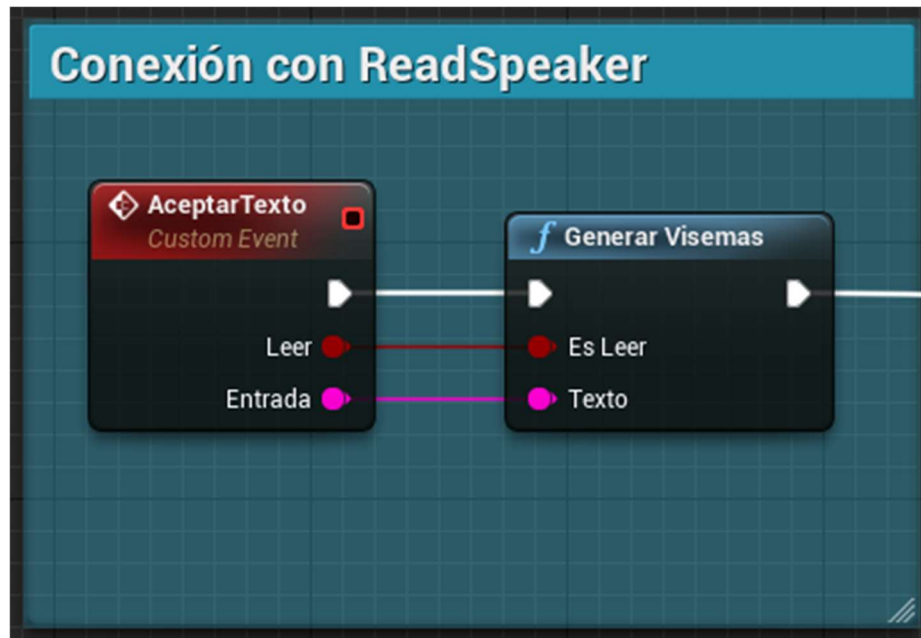 Conexión con ReadSpeaker
AceptarTexto
Custom Event
Leer
Entrada
Generar Visemas
Es Leer
Texto